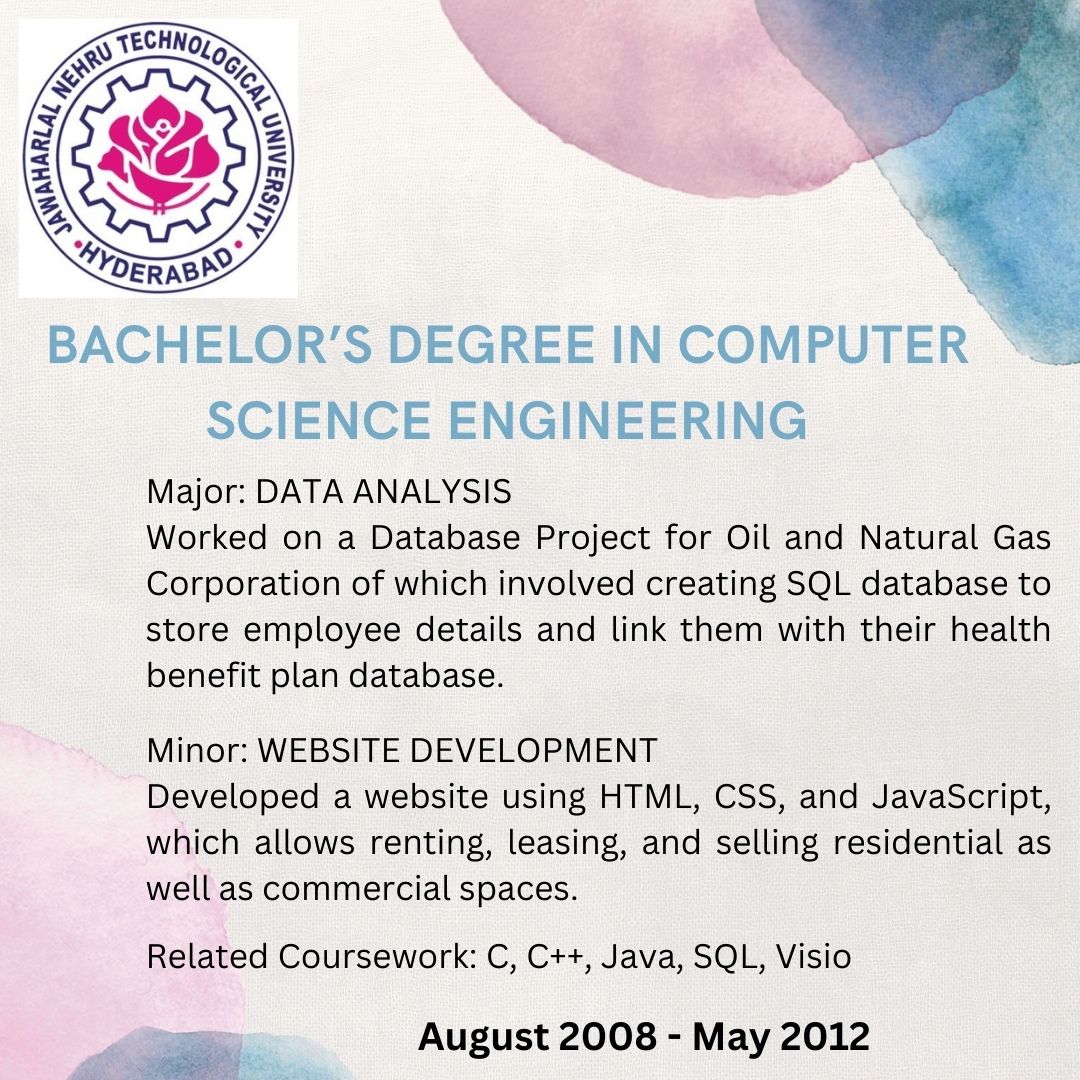 JAWAHARLAL NEHRU TECHNOLOGICAL UNIVERSITY
• HYDERABAD •
BACHELOR’S DEGREE IN COMPUTER
SCIENCE ENGINEERING
Major: DATA ANALYSIS
Worked on a Database Project for Oil and Natural Gas
Corporation of which involved creating SQL database to
store employee details and link them with their health
benefit plan database.
Minor: WEBSITE DEVELOPMENT
Developed a website using HTML, CSS, and JavaScript,
which allows renting, leasing, and selling residential as
well as commercial spaces.
Related Coursework: C, C++, Java, SQL, Visio
August 2008 - May 2012